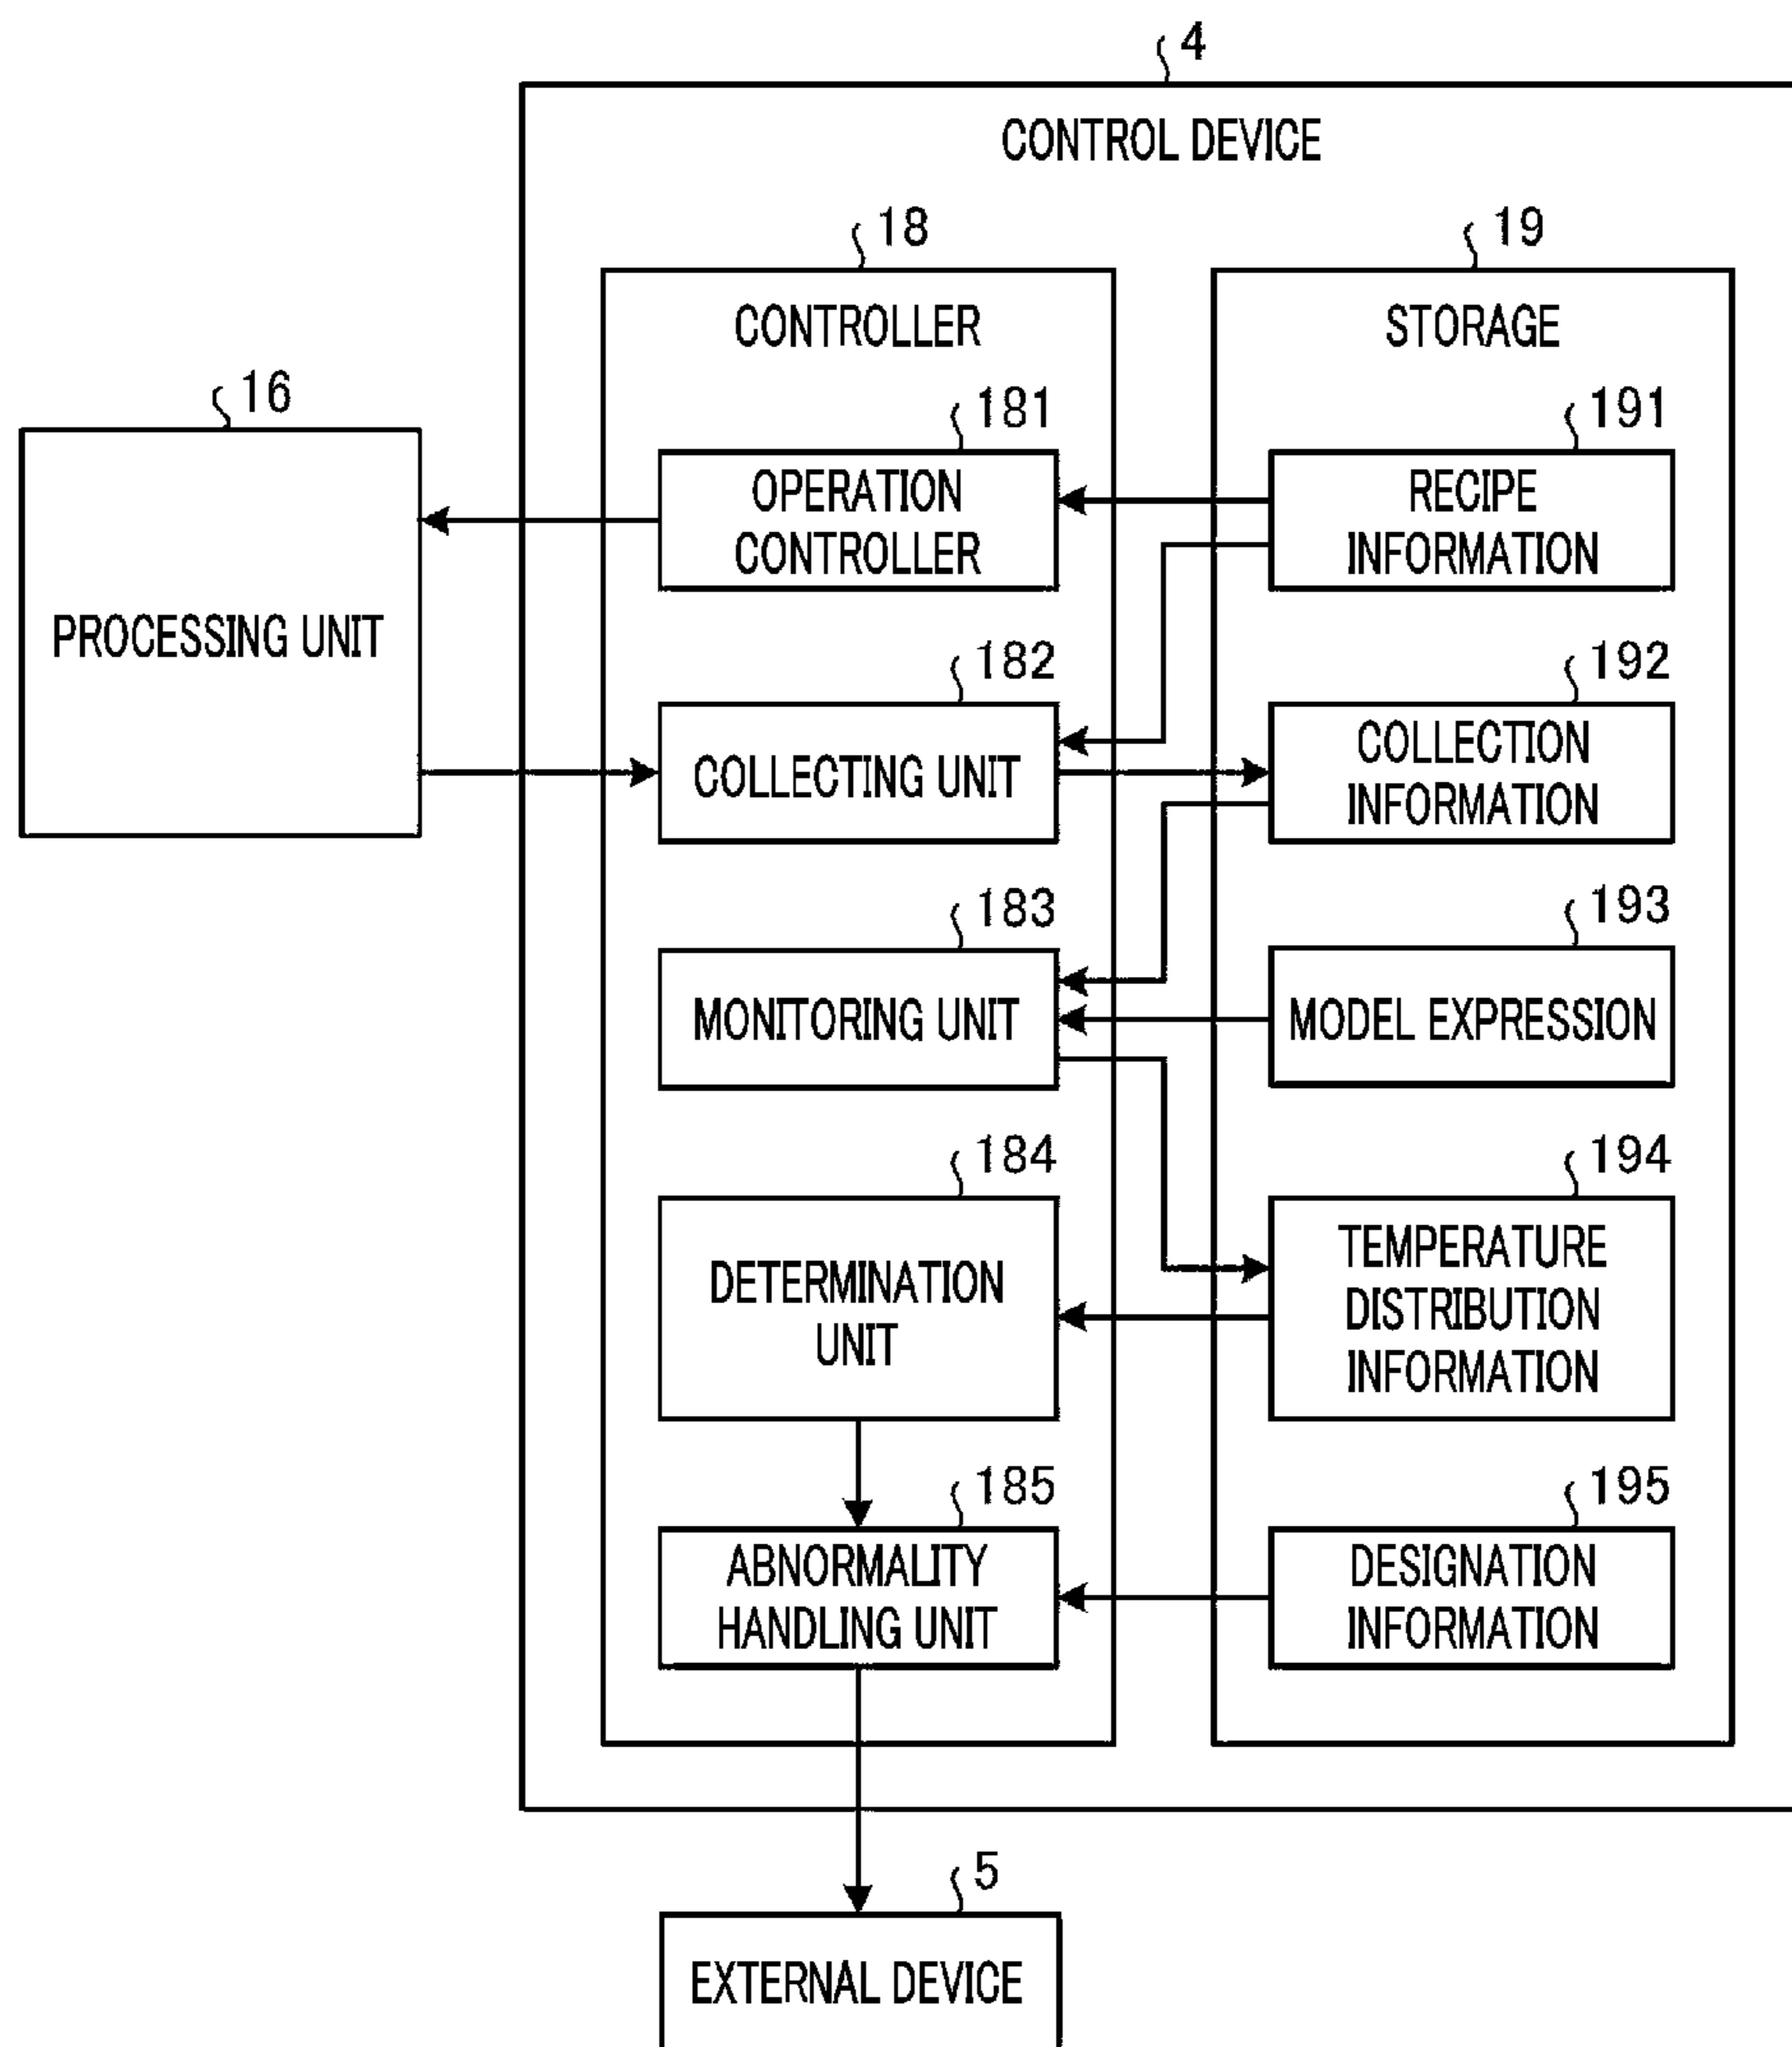 4
CONTROL DEVICE
18
19
CONTROLLER
STORAGE
16
PROCESSING UNIT
181
OPERATION
CONTROLLER
191
RECIPE
INFORMATION
182
COLLECTING UNIT
192
COLLECTION
INFORMATION
183
MONITORING UNIT
193
MODEL EXPRESSION
184
DETERMINATION
UNIT
194
TEMPERATURE
DISTRIBUTION
INFORMATION
185
ABNORMALITY
HANDLING UNIT
195
DESIGNATION
INFORMATION
5
EXTERNAL DEVICE